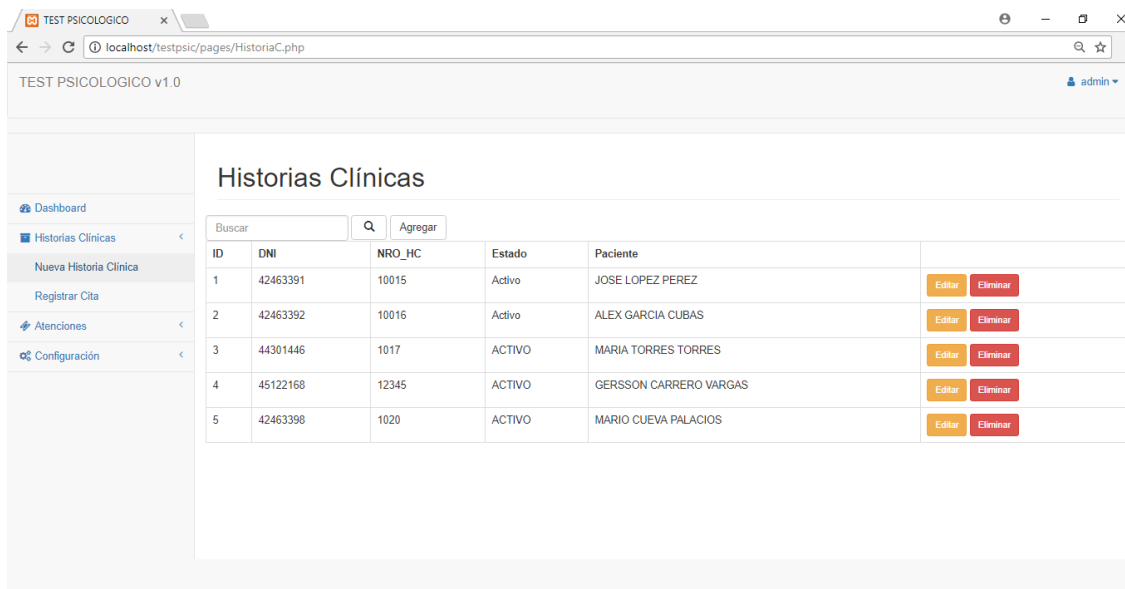 TEST PSICOLOGICO
localhost/testpsic/pages/HistoriaC.php
TEST PSICOLOGICO v1.0
admin
Historias Clínicas
Dashboard
Historias Clínicas
Nueva Historia Clínica
Registrar Cita
Atenciones
Configuración
Buscar Agregar
ID DNI NRO_HC Estado Paciente
1 42463391 10015 Activo JOSE LOPEZ PEREZ Editar Eliminar
2 42463392 10016 Activo ALEX GARCIA CUBAS Editar Eliminar
3 44301446 1017 ACTIVO MARIA TORRES TORRES Editar Eliminar
4 45122168 12345 ACTIVO GERSSON CARRERO VARGAS Editar Eliminar
5 42463398 1020 ACTIVO MARIO CUEVA PALACIOS Editar Eliminar